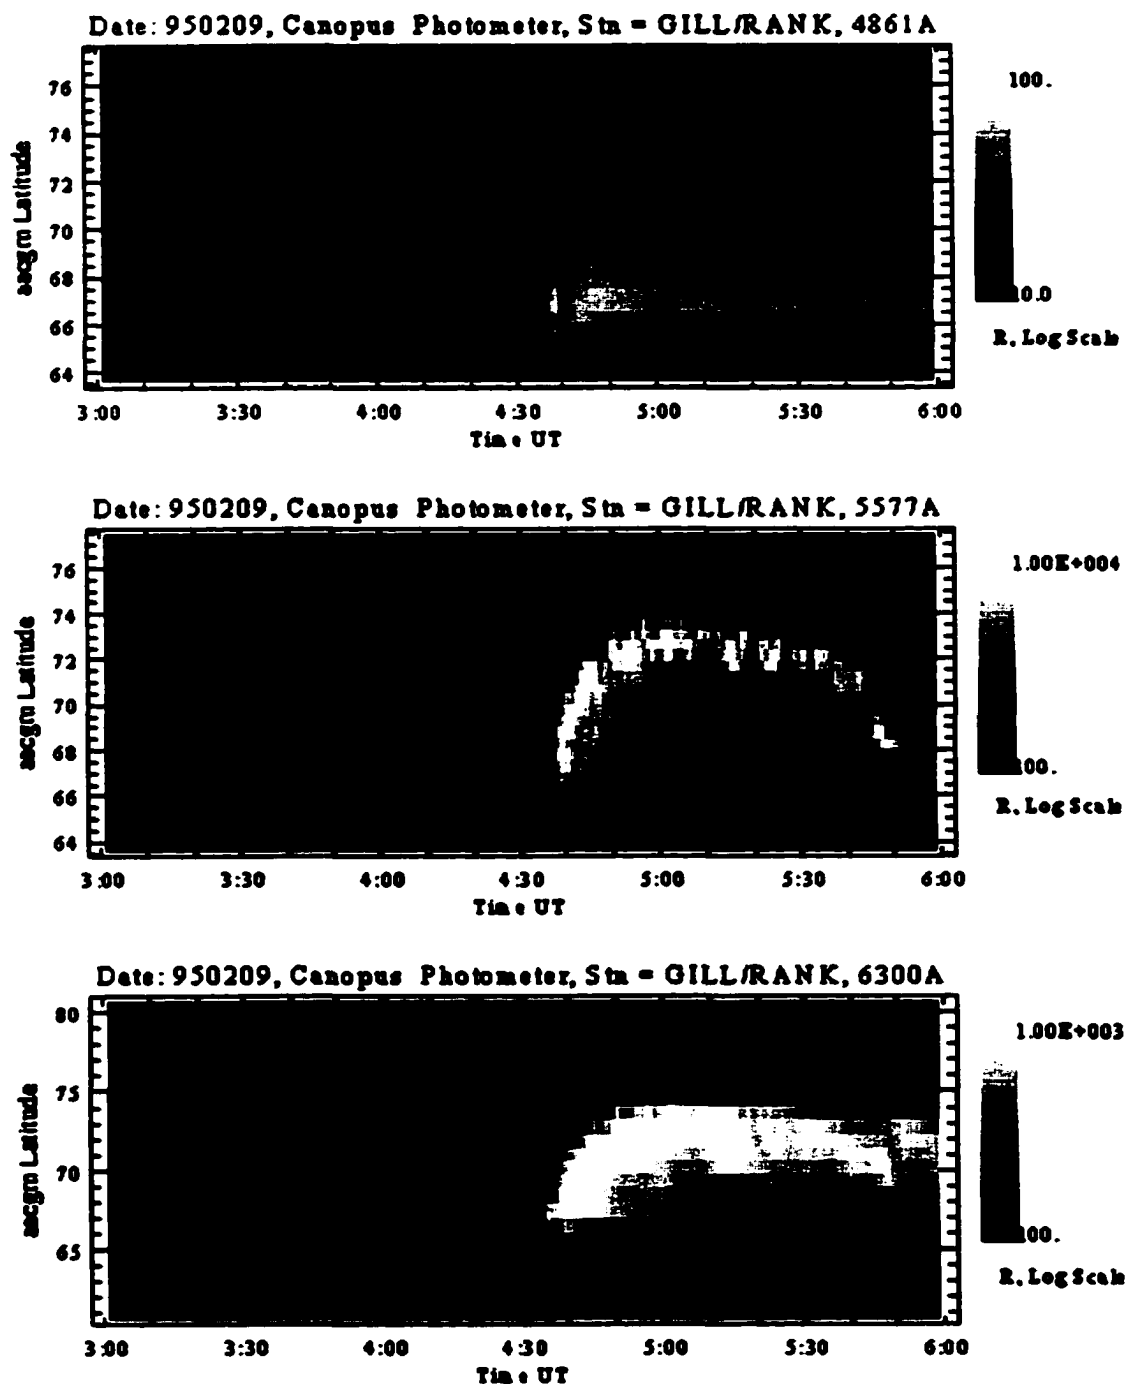 Date: 950209, Canopus Photometer, Stn = GILL/RANK, 4861A
100.
76
74
72
70
68
66
64
aacgm Latitude
10.0
R, Log Scale
3:00 3:30 4:00 4:30 5:00 5:30 6:00
Time UT
Date: 950209, Canopus Photometer, Stn = GILL/RANK, 5577A
1.00E+004
76
74
72
70
68
66
64
aacgm Latitude
100.
R, Log Scale
3:00 3:30 4:00 4:30 5:00 5:30 6:00
Time UT
Date: 950209, Canopus Photometer, Stn = GILL/RANK, 6300A
1.00E+003
80
75
70
65
aacgm Latitude
100.
R, Log Scale
3:00 3:30 4:00 4:30 5:00 5:30 6:00
Time UT